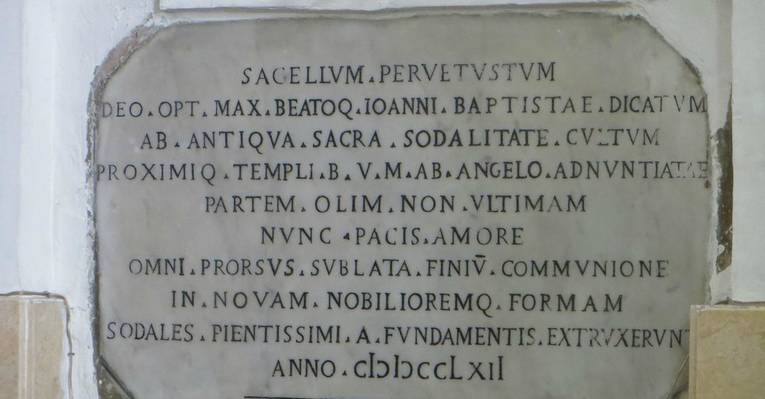 SACELLVM.PERVETVSTVM
DEO.OPT.MAX.BEATOQ.IOANNI.BAPTISTAE.DICATVM
AB.ANTIQVA.SACRA.SODALITATE.CVLTVM
PROXIMIQ.TEMPLI.B.V.M.AB.ANGELO.ADNVNTIATAE
PARTEM.OLIM.NON.VLTIMAM
NVNC.PACIS.AMORE
OMNI.PRORSVS.SVBLATA.FINIV̄.COMMVNIONE
IN.NOVAM.NOBILIOREMQ.FORMAM
SODALES.PIENTISSIMI.A.FVNDAMENTIS.EXTRVXERVNT
ANNO.CIƆIƆCCLXII